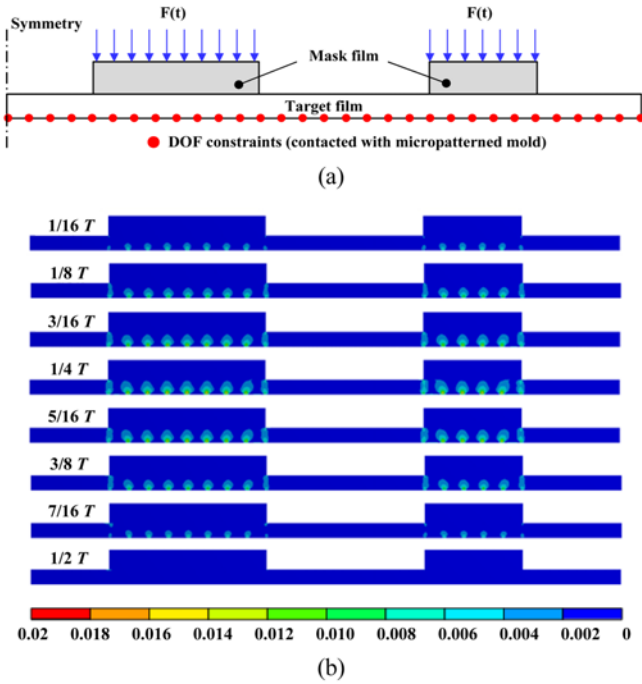 Symmetry
F(t)
F(t)
Mask film
Target film
DOF constraints (contacted with micropatterned mold)
(a)
1/16 T
1/8 T
3/16 T
1/4 T
5/16 T
3/8 T
7/16 T
1/2 T
0.02 0.018 0.016 0.014 0.012 0.010 0.008 0.006 0.004 0.002 0
(b)